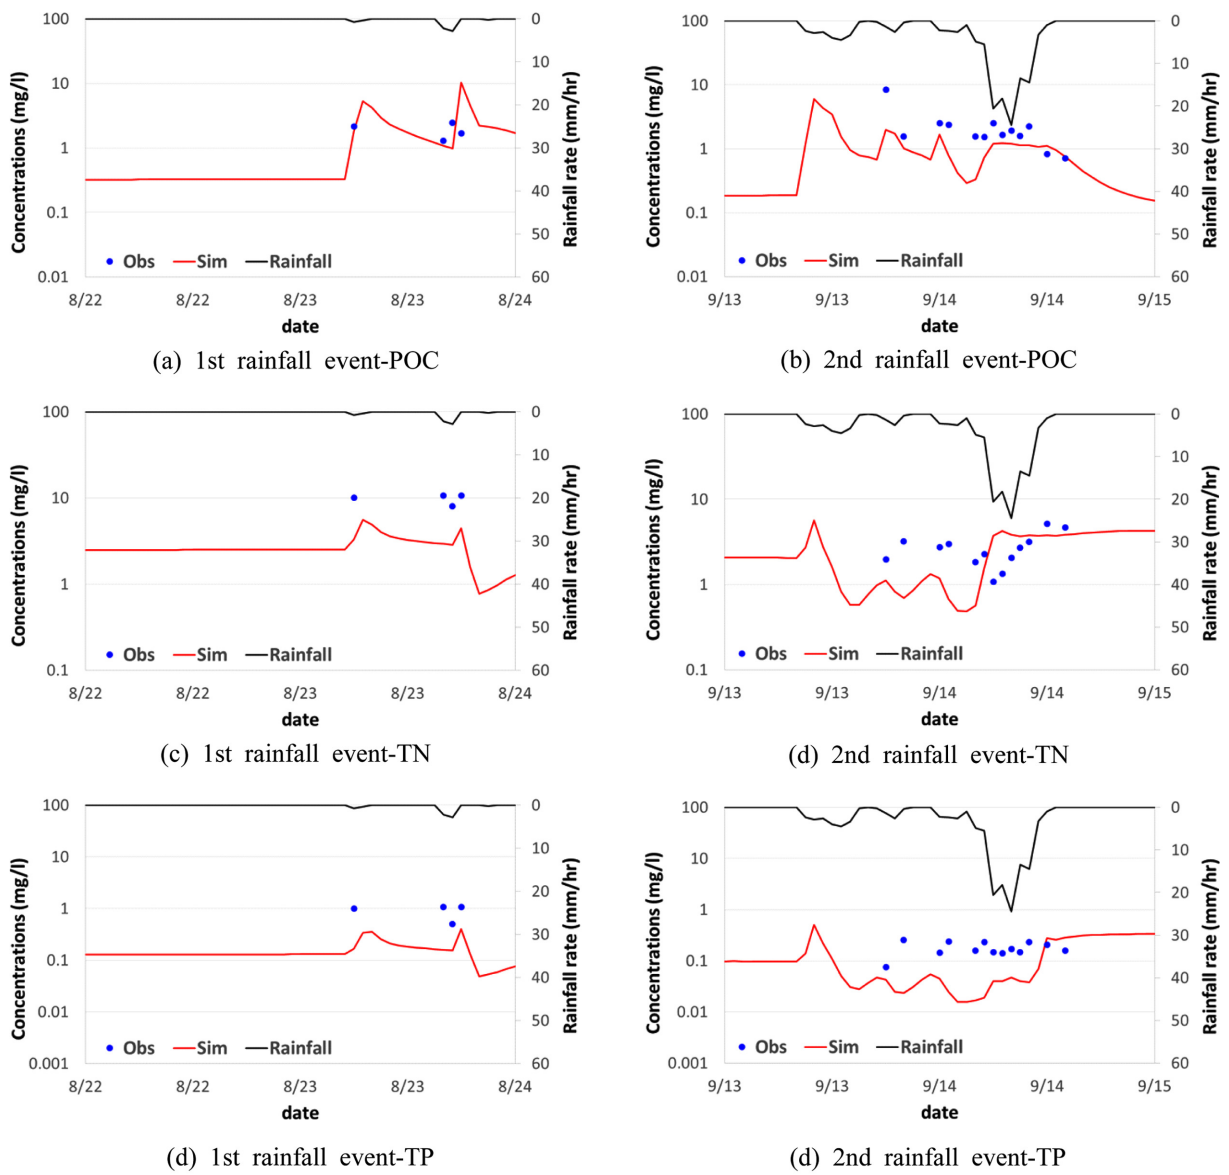 Concentrations (mg/l)
100
10
1
0.1
0.01
0
10
20
30
40
50
60
Rainfall rate (mm/hr)
Obs Sim Rainfall
8/22 8/22 8/23 8/23 8/24
date
(a) 1st rainfall event-POC
Concentrations (mg/l)
100
10
1
0.1
0.01
0
10
20
30
40
50
60
Rainfall rate (mm/hr)
Obs Sim Rainfall
9/13 9/13 9/14 9/14 9/15
date
(b) 2nd rainfall event-POC
Concentrations (mg/l)
100
10
1
0.1
0
10
20
30
40
50
60
Rainfall rate (mm/hr)
Obs Sim Rainfall
8/22 8/22 8/23 8/23 8/24
date
(c) 1st rainfall event-TN
Concentrations (mg/l)
100
10
1
0.1
0
10
20
30
40
50
60
Rainfall rate (mm/hr)
Obs Sim Rainfall
9/13 9/13 9/14 9/14 9/15
date
(d) 2nd rainfall event-TN
Concentrations (mg/l)
100
10
1
0.1
0.01
0.001
0
10
20
30
40
50
60
Rainfall rate (mm/hr)
Obs Sim Rainfall
8/22 8/22 8/23 8/23 8/24
date
(d) 1st rainfall event-TP
Concentrations (mg/l)
100
10
1
0.1
0.01
0.001
0
10
20
30
40
50
60
Rainfall rate (mm/hr)
Obs Sim Rainfall
9/13 9/13 9/14 9/14 9/15
date
(d) 2nd rainfall event-TP